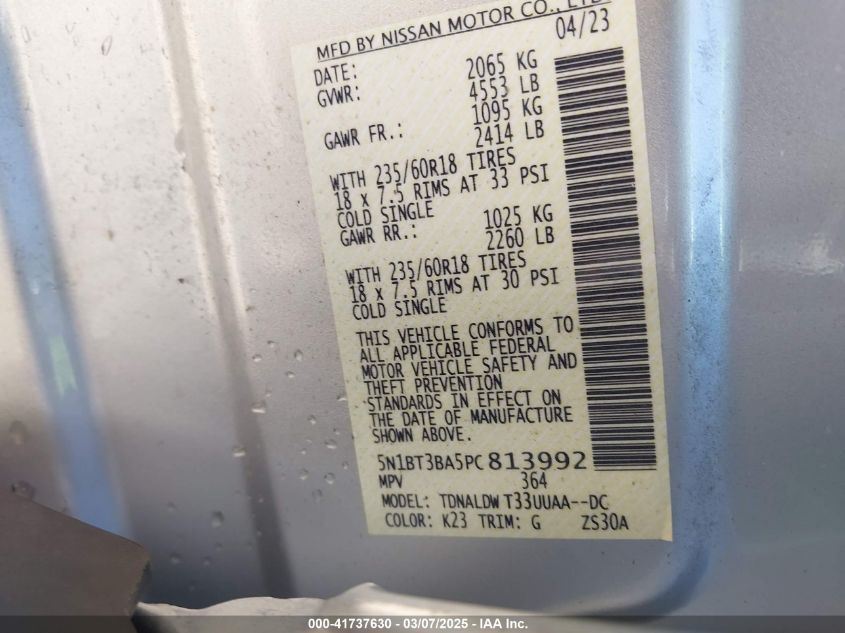 MFD BY NISSAN MOTOR CO., LTD.
DATE: 04/23
GVWR: 2065 KG
4553 LB
GAWR FR.: 1095 KG
2414 LB
WITH 235/60R18 TIRES
18 x 7.5 RIMS AT 33 PSI
COLD SINGLE
GAWR RR.: 1025 KG
2260 LB
WITH 235/60R18 TIRES
18 x 7.5 RIMS AT 30 PSI
COLD SINGLE
THIS VEHICLE CONFORMS TO
ALL APPLICABLE FEDERAL
MOTOR VEHICLE SAFETY AND
THEFT PREVENTION
STANDARDS IN EFFECT ON
THE DATE OF MANUFACTURE
SHOWN ABOVE.
5N1BT3BA5PC813992
MPV 364
MODEL: TDNALDW T33UUAA--DC
COLOR: K23 TRIM: G ZS30A
000-41737630 - 03/07/2025 - IAA Inc.